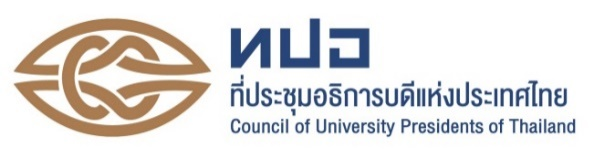 ทปอ
ที่ประชุมอธิการบดีแห่งประเทศไทย
Council of University Presidents of Thailand